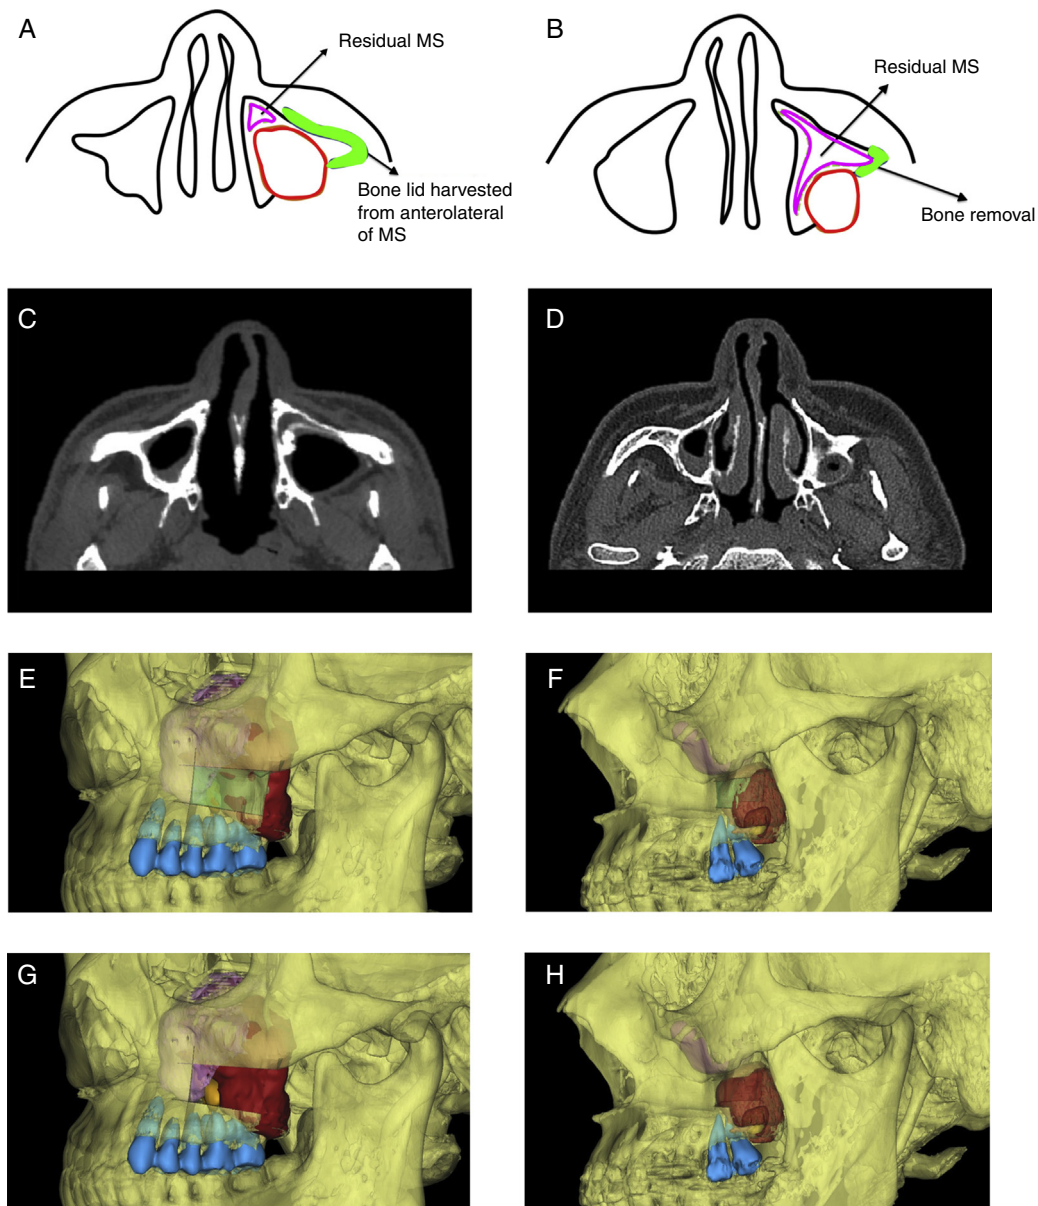 A
Residual MS
Bone lid harvested
from anterolateral
of MS
B
Residual MS
Bone removal
C
D
E
F
G
H